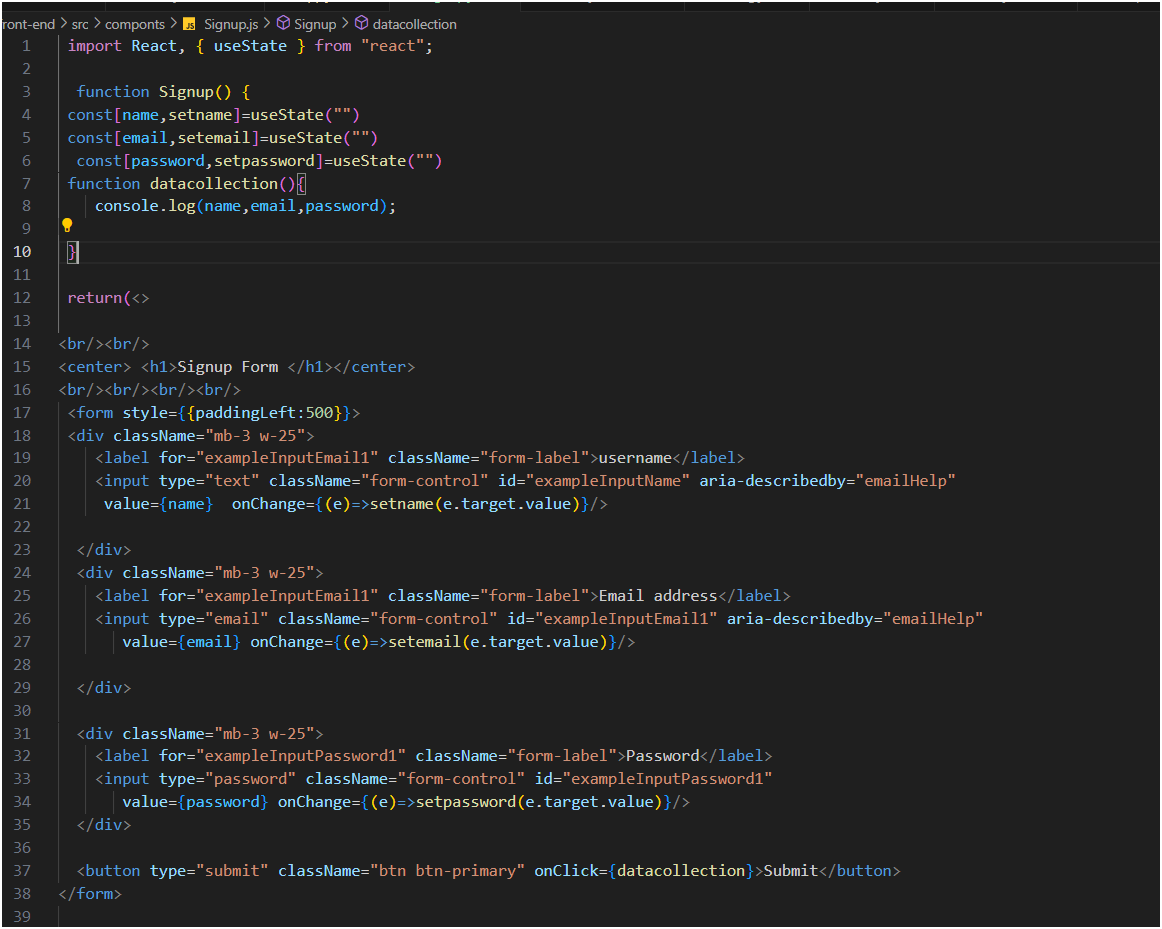 ront-end > src > componts > JS Signup.js > Signup > datacollection
1 import React, { useState } from "react";
2
3 function Signup() {
4 const[name,setname]=useState("")
5 const[email,setemail]=useState("")
6 const[password,setpassword]=useState("")
7 function datacollection(){
8 console.log(name,email,password);
9
10 }
11
12 return(<>
13
14 <br/><br/>
15 <center> <h1>Signup Form </h1></center>
16 <br/><br/><br/><br/>
17 <form style={{paddingLeft:500}}>
18 <div className="mb-3 w-25">
19 <label for="exampleInputEmail1" className="form-label">username</label>
20 <input type="text" className="form-control" id="exampleInputName" aria-describedby="emailHelp"
21 value={name}  onChange={(e)=>setname(e.target.value)}/>
22
23 </div>
24 <div className="mb-3 w-25">
25 <label for="exampleInputEmail1" className="form-label">Email address</label>
26 <input type="email" className="form-control" id="exampleInputEmail1" aria-describedby="emailHelp"
27 value={email} onChange={(e)=>setemail(e.target.value)}/>
28
29 </div>
30
31 <div className="mb-3 w-25">
32 <label for="exampleInputPassword1" className="form-label">Password</label>
33 <input type="password" className="form-control" id="exampleInputPassword1"
34 value={password} onChange={(e)=>setpassword(e.target.value)}/>
35 </div>
36
37 <button type="submit" className="btn btn-primary" onClick={datacollection}>Submit</button>
38 </form>
39